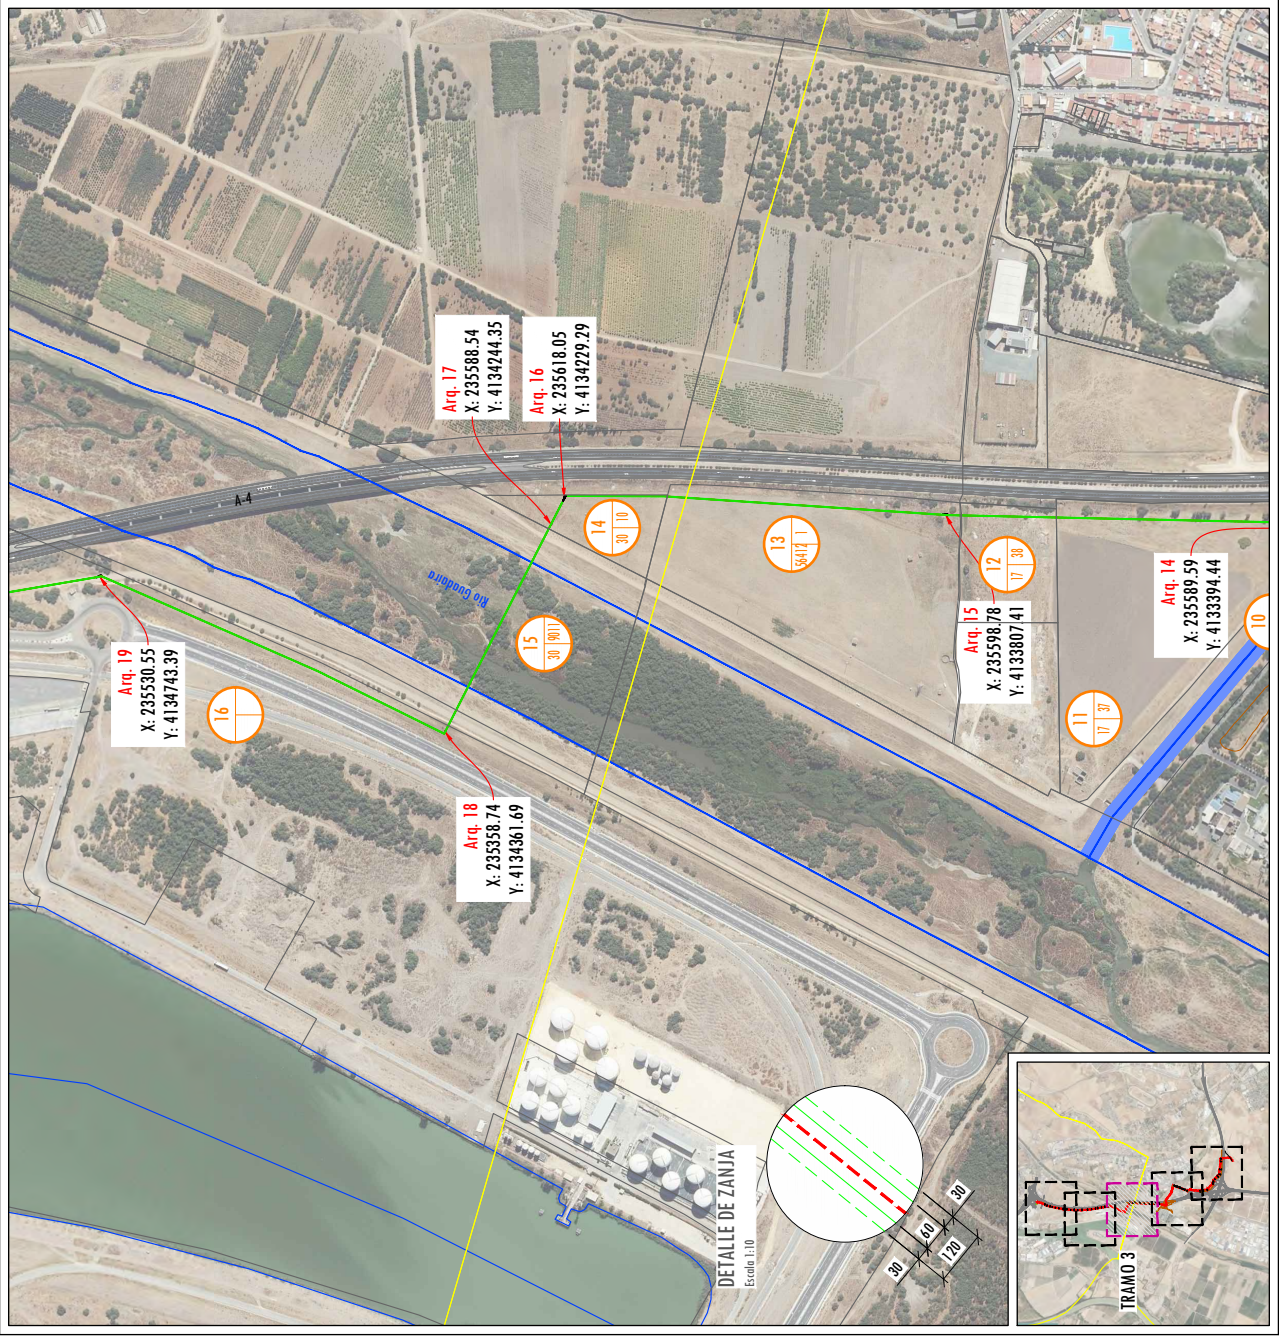 Arq. 17
X: 235588.54
Y: 4134244.35
Arq. 16
X: 235618.05
Y: 4134229.29
A-4
14
30 10
13
56412 1
12
17 38
Río Guadaira
15
30 9011
Arq. 19
X: 235530.55
Y: 4134743.39
16
Arq. 15
X: 235598.78
Y: 4133807.41
Arq. 14
X: 235589.59
Y: 4133394.44
10
11
17 37
Arq. 18
X: 235358.74
Y: 4134361.69
DETALLE DE ZANJA
Escala 1:10
30
60
30
120
TRAMO 3